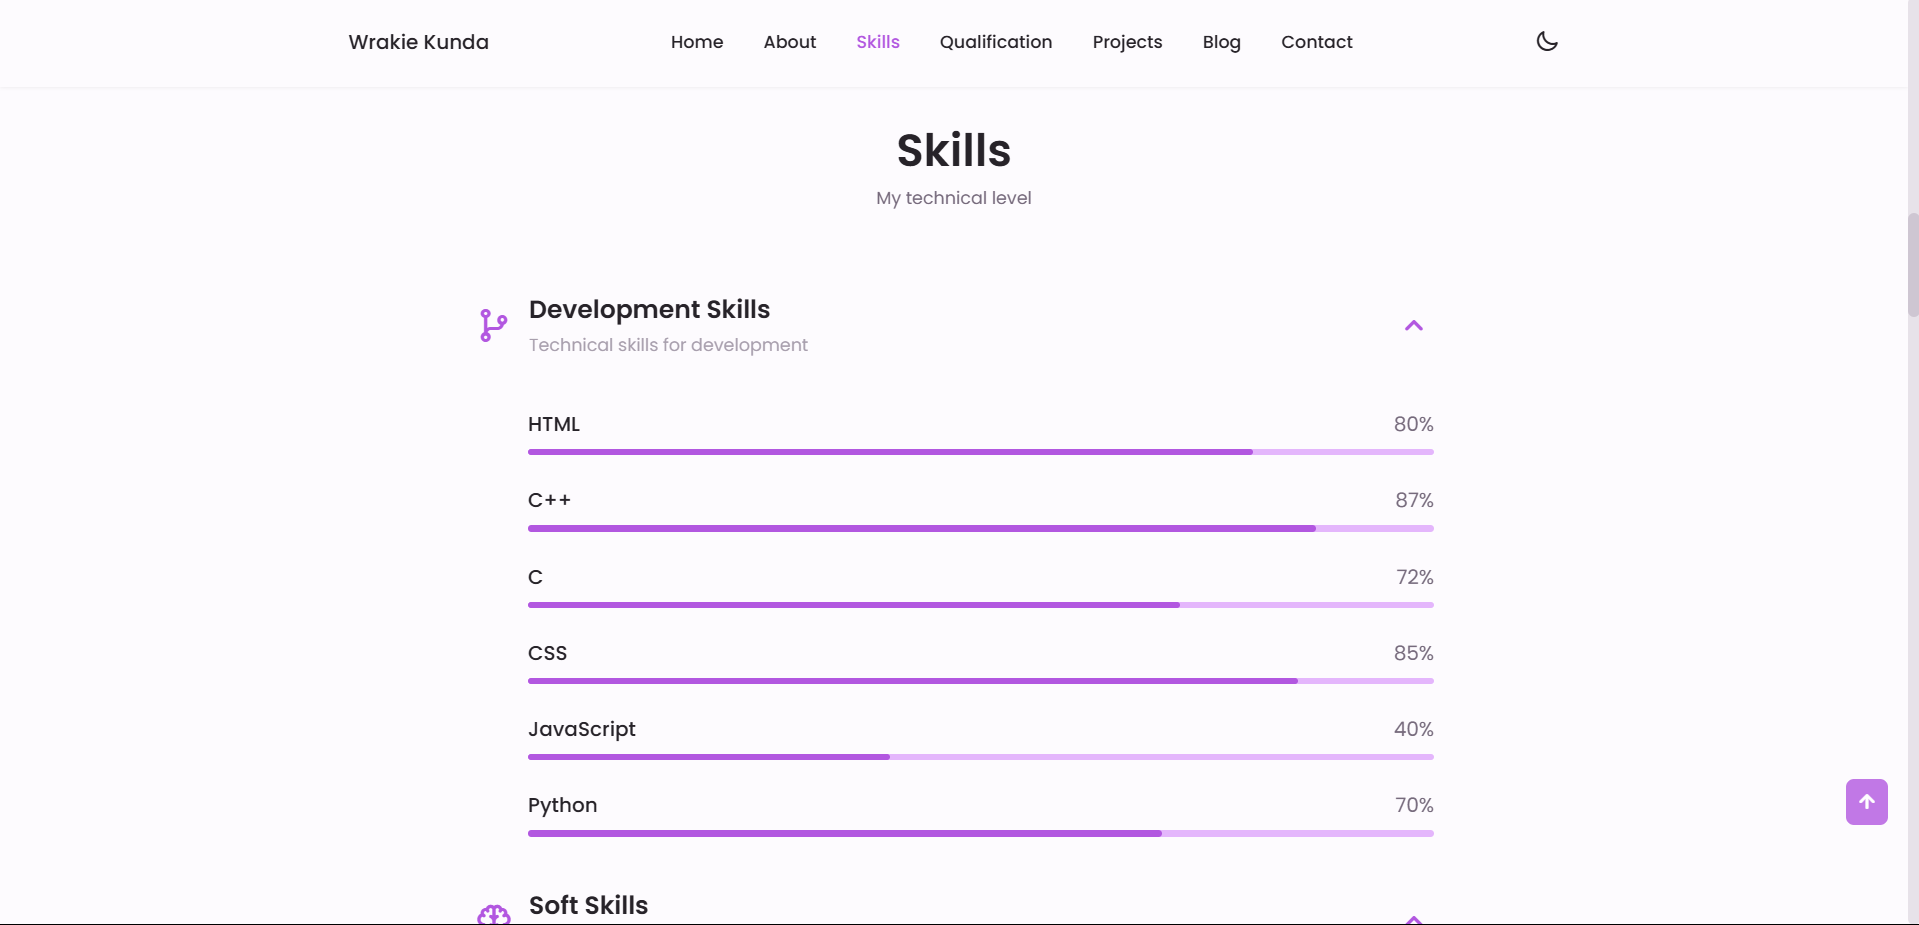 Wrakie Kunda Home About Skills Qualification Projects Blog Contact
Skills
My technical level
Development Skills
Technical skills for development
HTML 80%
C++ 87%
C 72%
CSS 85%
JavaScript 40%
Python 70%
Soft Skills